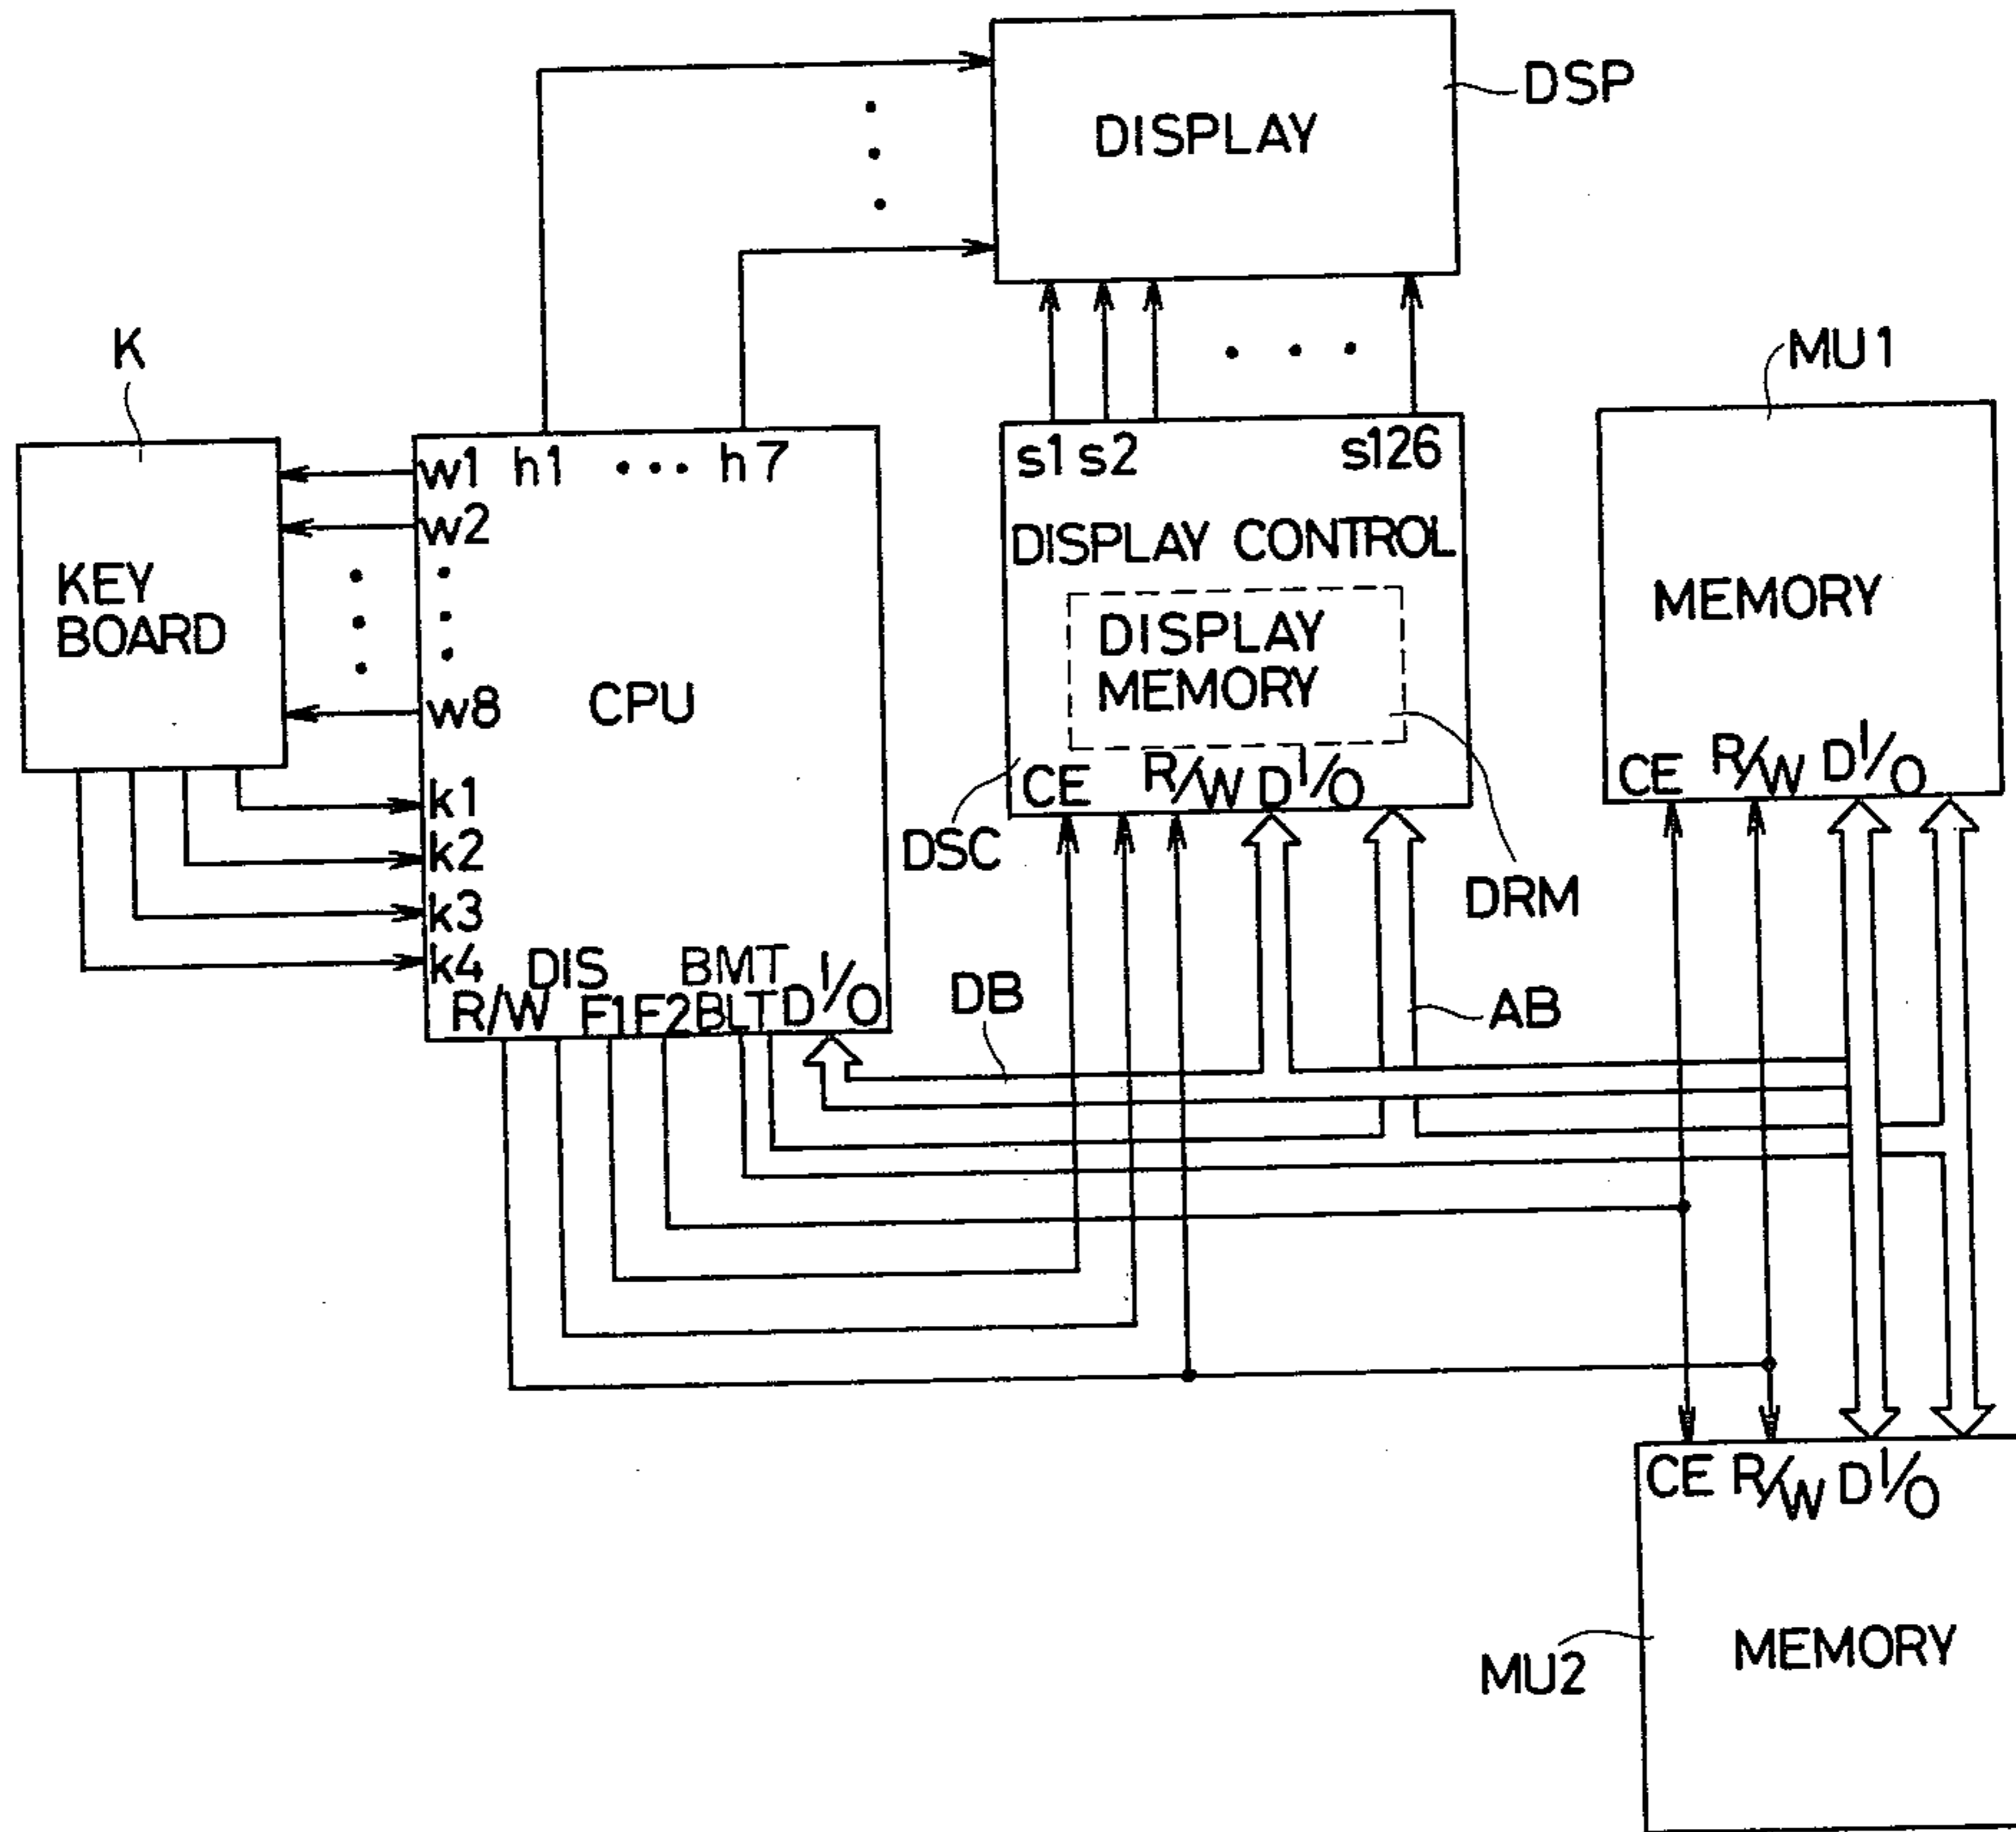 DISPLAY
DSP
K
MU1
w1 h1 ••• h7
w2
w8
KEY
BOARD
CPU
k1
k2
k3
k4
R/W
DIS
F1 F2
BMT
BLT
D I/O
s1 s2
s126
DISPLAY CONTROL
DISPLAY
MEMORY
CE
R/W
D I/O
DSC
DRM
MEMORY
CE
R/W
D I/O
DB
AB
CE
R/W
D I/O
MEMORY
MU2